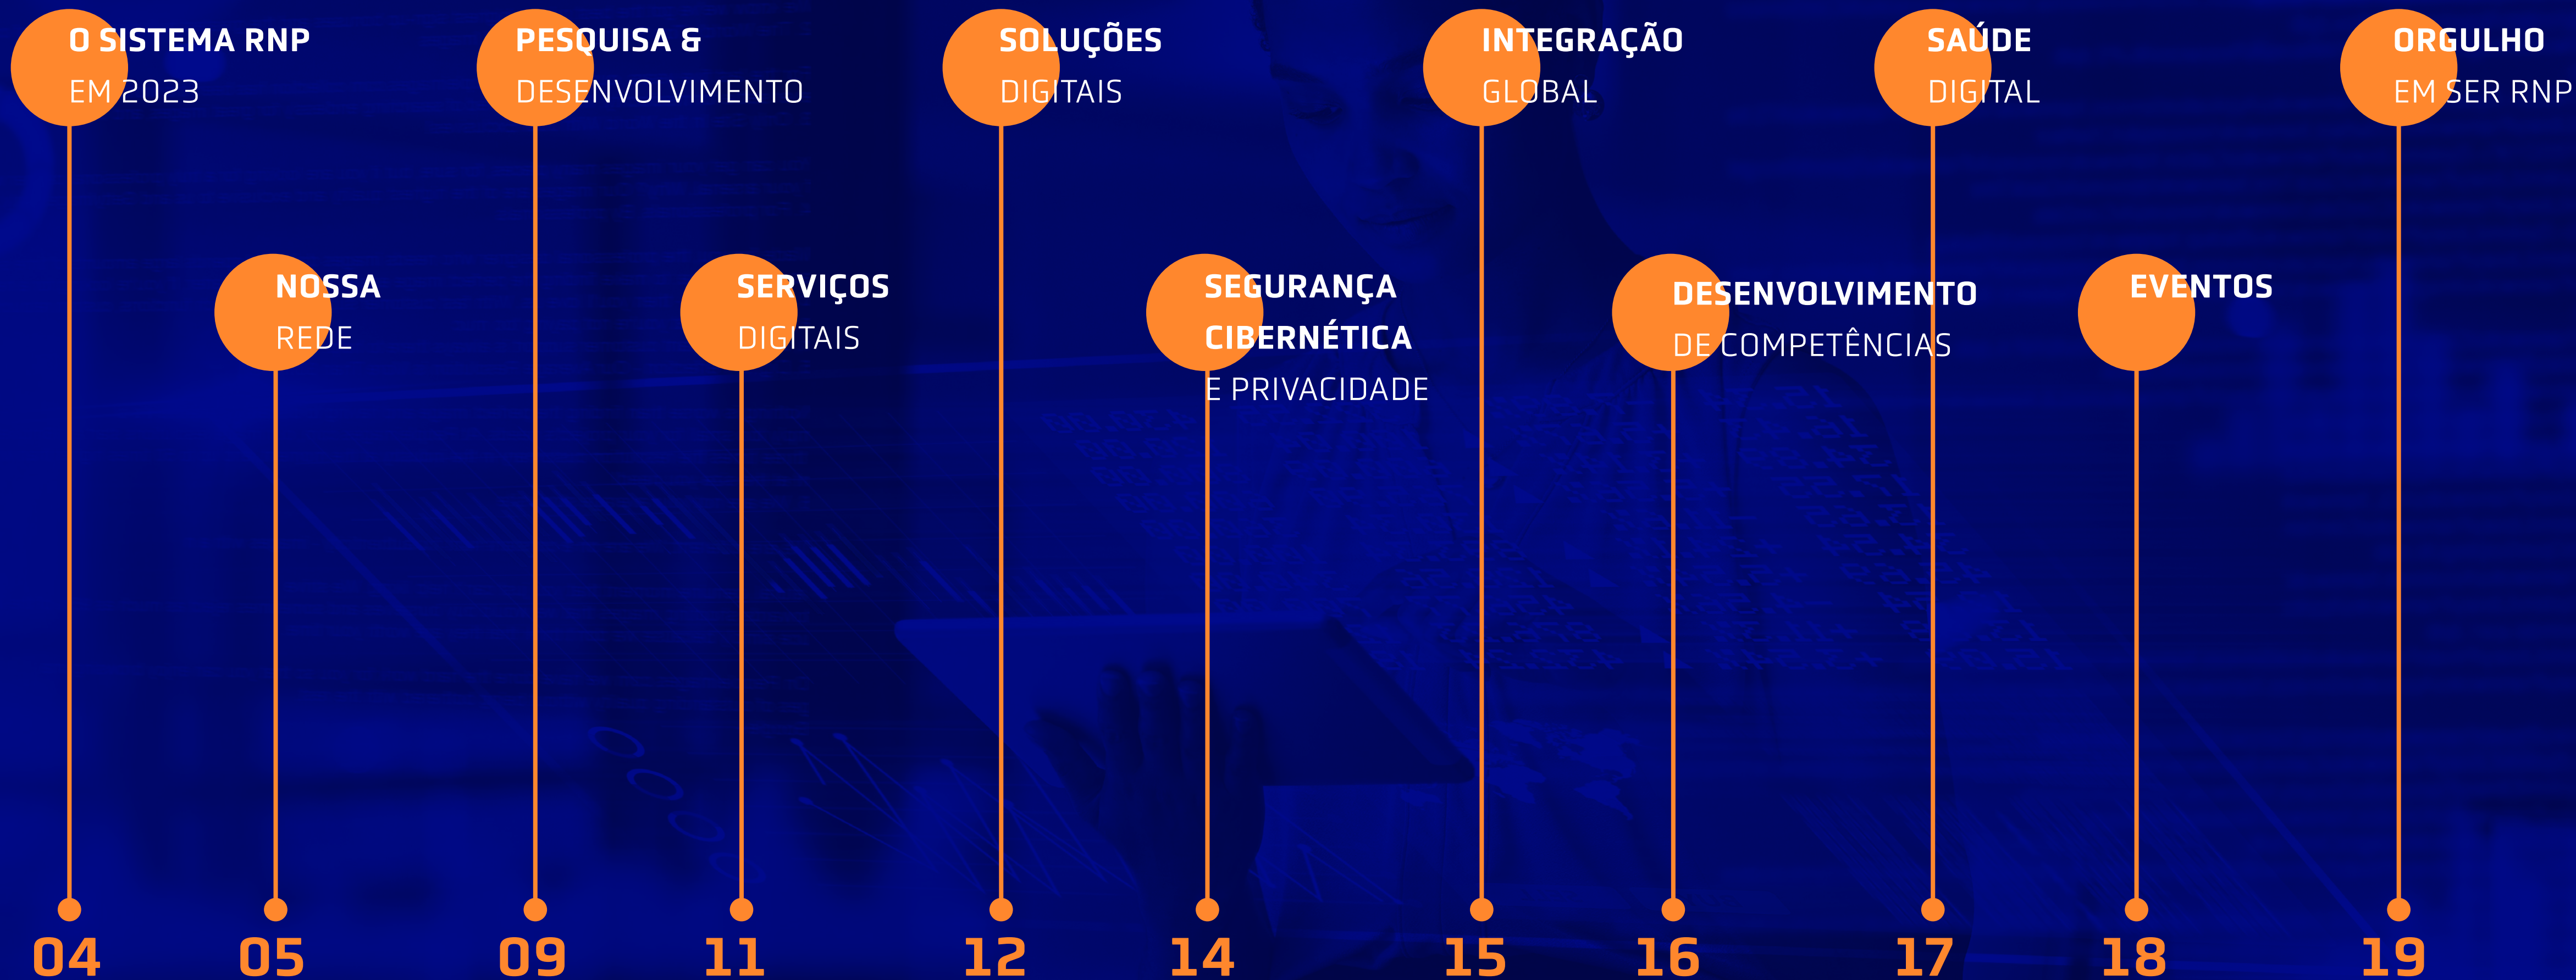 O SISTEMA RNP
EM 2023
PESQUISA &
DESENVOLVIMENTO
SOLUÇÕES
DIGITAIS
INTEGRAÇÃO
GLOBAL
SAÚDE
DIGITAL
ORGULHO
EM SER RNP
NOSSA
REDE
SERVIÇOS
DIGITAIS
SEGURANÇA
CIBERNÉTICA
E PRIVACIDADE
DESENVOLVIMENTO
DE COMPETÊNCIAS
EVENTOS
04
05
09
11
12
14
15
16
17
18
19